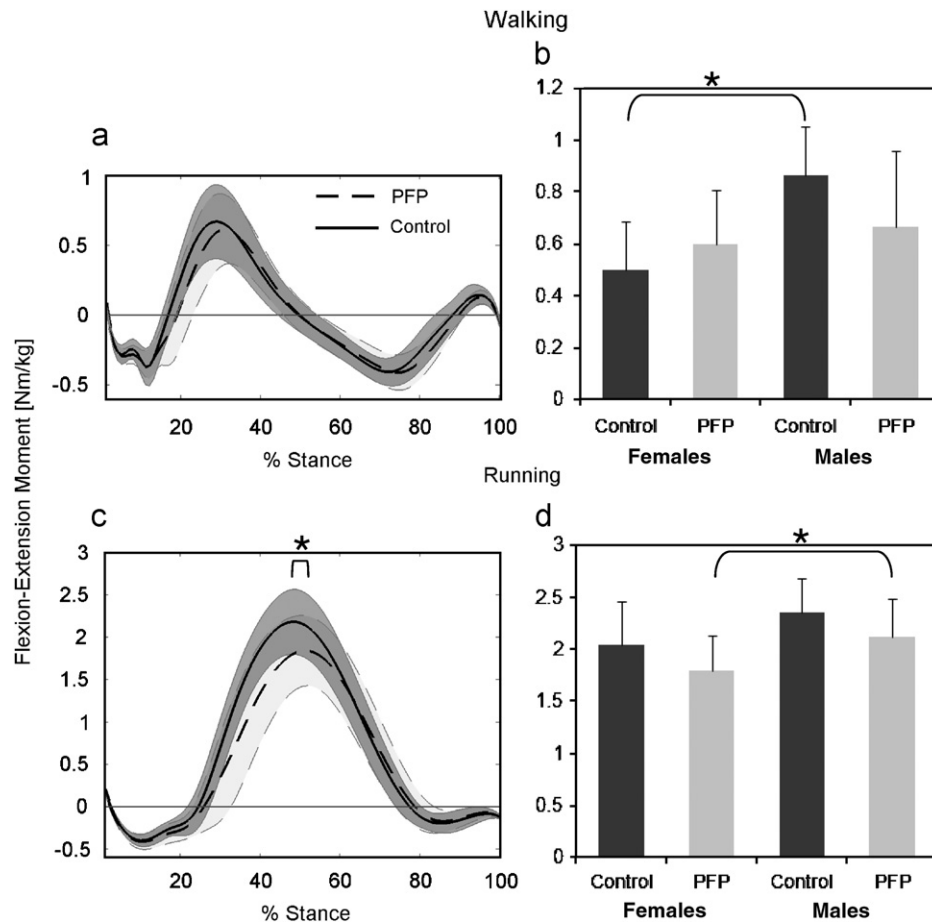 Walking
a
b
Flexion-Extension Moment [Nm/kg]
1
0.5
0
-0.5
PFP
Control
20
40
60
80
100
% Stance
*
1.2
1
0.8
0.6
0.4
0.2
0
Control
PFP
Control
PFP
Females
Males
Running
c
d
*
3
2.5
2
1.5
1
0.5
0
-0.5
20
40
60
80
100
% Stance
*
3
2.5
2
1.5
1
0.5
0
Control
PFP
Control
PFP
Females
Males